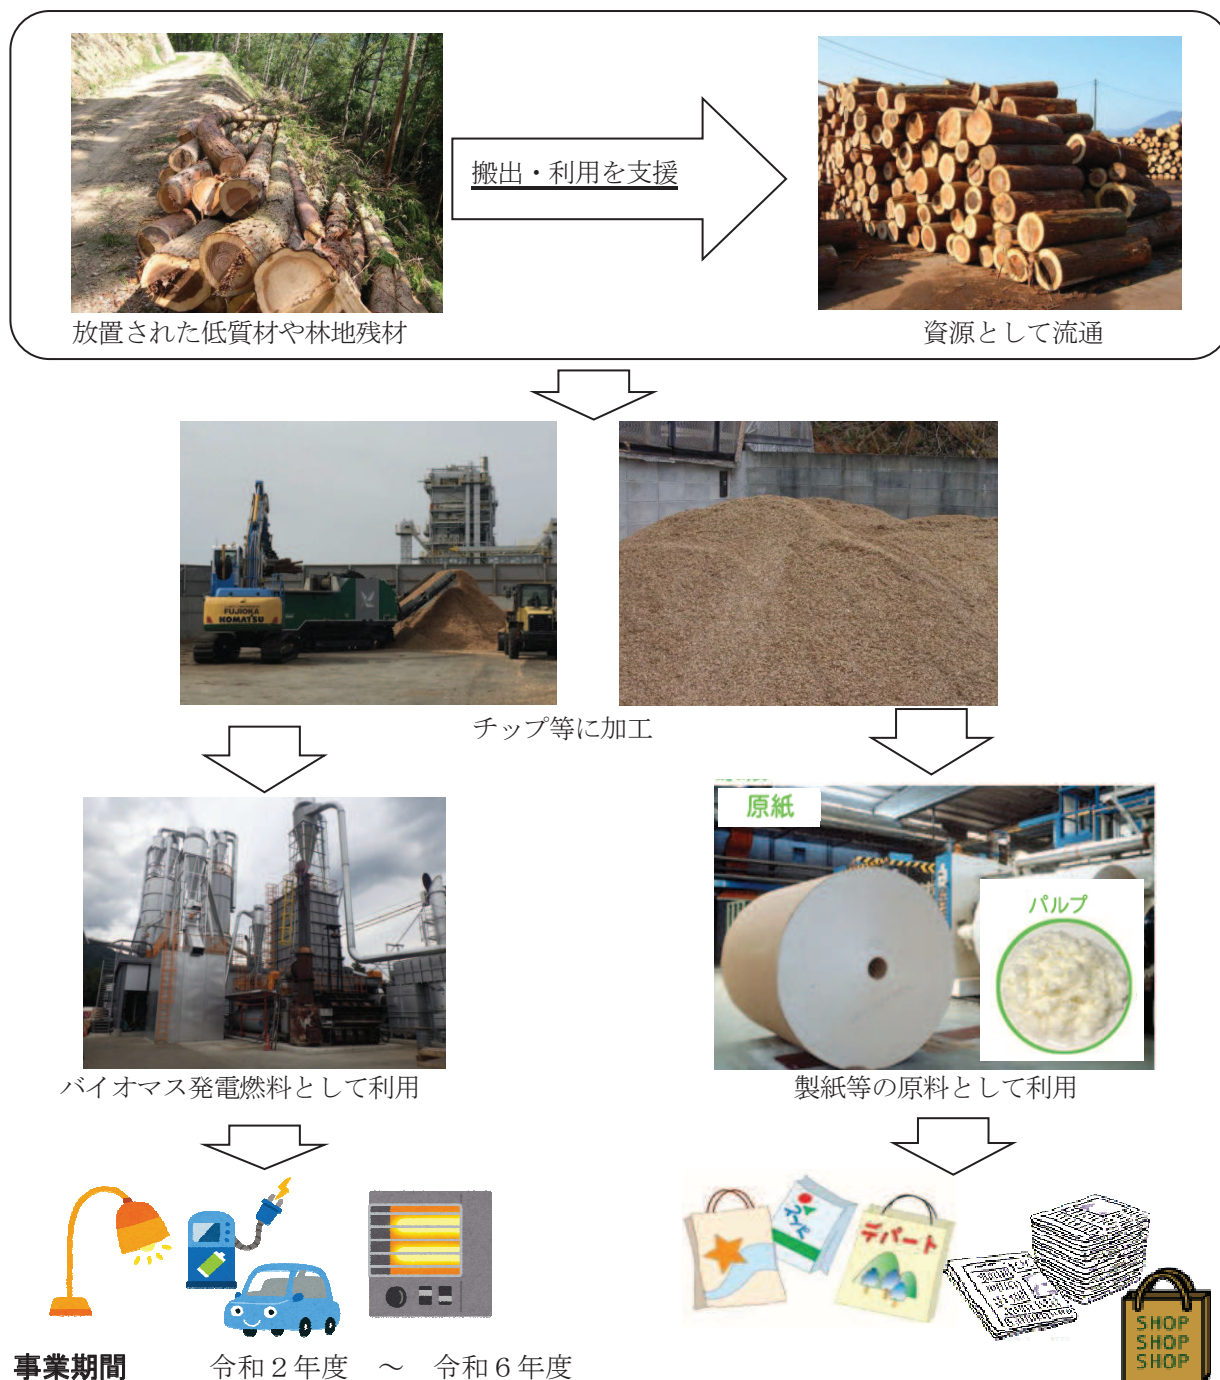 搬出・利用を支援
放置された低質材や林地残材
資源として流通
FUJIOKA
KOMATSU
チップ等に加工
原紙
パルプ
バイオマス発電燃料として利用
製紙等の原料として利用
デパート
SHOP
SHOP
SHOP
事業期間 令和２年度 ～ 令和６年度